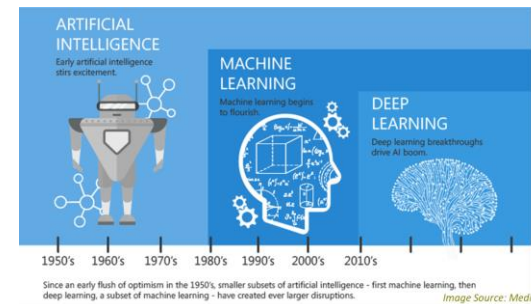 ARTIFICIAL
INTELLIGENCE
Early artificial intelligence
stirs excitement.
MACHINE
LEARNING
Machine learning begins
to flourish.
DEEP
LEARNING
Deep learning breakthroughs
drive AI boom.
1950's 1960's 1970's 1980's 1990's 2000's 2010's
Since an early flush of optimism in the 1950's, smaller subsets of artificial intelligence - first machine learning, then
deep learning, a subset of machine learning - have created ever larger disruptions.
Image Source: Med